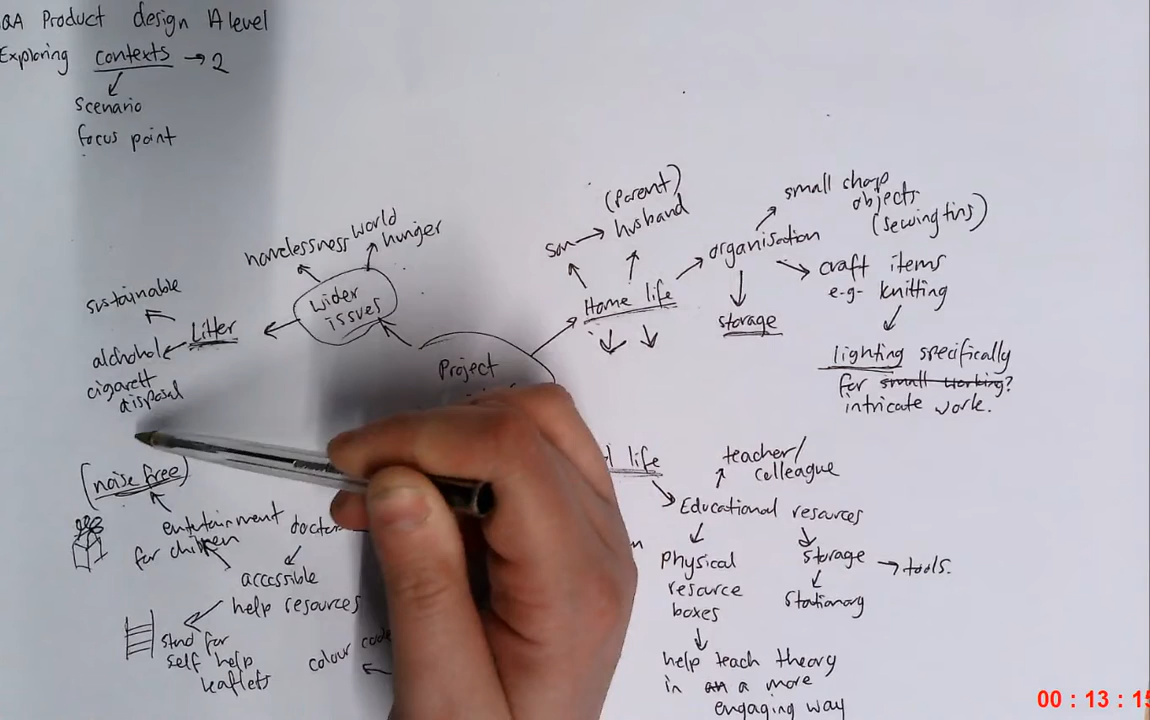 QA Product design A level
Exploring contexts → 2
scenario
focus point
homelessness
world
hunger
wider
issues
sustainable
Litter
alchohol
cigarett
disposal
Project
son → husband
(parent)
Home life
organisation
small chap
objects
(sewing tins)
craft items
e-g- knitting
storage
lighting specifically
for small working?
intricate work.
(noise free)
entertainment
for children
accessible
help resources
stand for
self help
leaflets
colour code
life
teacher/
colleague
Educational resources
Physical
resource
boxes
storage → tools.
stationary
help teach theory
in an a more
engaging way
00:13:15